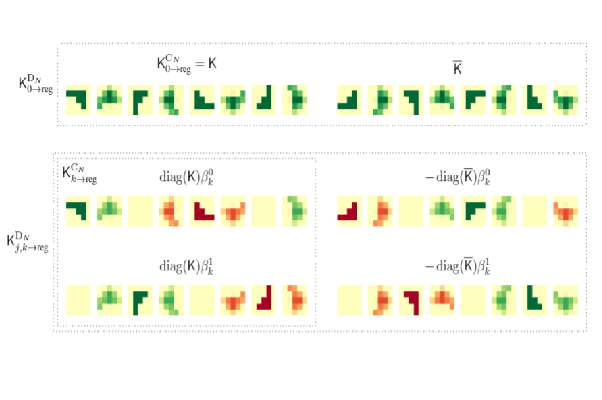 K^{D_N}_{0→reg}
K^{C_N}_{0→reg} = K
K̅
K^{D_N}_{j,k→reg}
K^{C_N}_{k→reg}
diag(K)β^0_k
− diag(K̅)β^0_k
diag(K)β^1_k
− diag(K̅)β^1_k